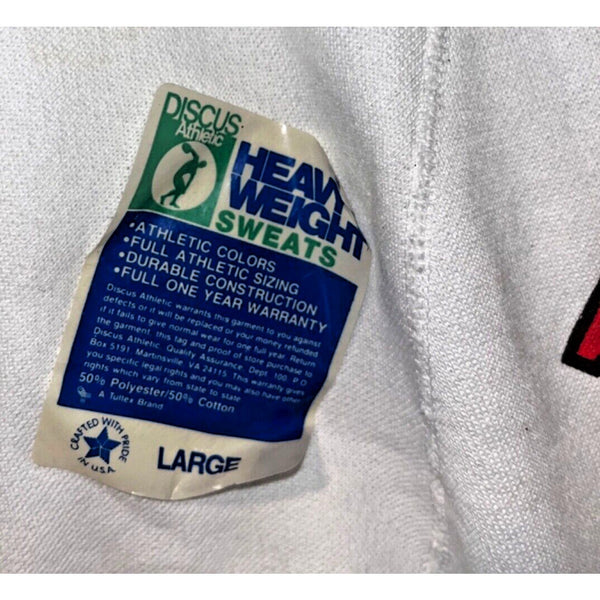 DISCUS
Athletic
HEAVY
WEIGHT
SWEATS
•ATHLETIC COLORS
•FULL ATHLETIC SIZING
•DURABLE CONSTRUCTION
•FULL ONE YEAR WARRANTY
Discus Athletic warrants this garment to you against
defects or it will be replaced or your money refunded
if it fails to give normal wear for one full year. Return
the garment, this tag and proof of store purchase to
Discus Athletic Quality Assurance Dept. 100 P.O.
Box 5191 Martinsville, VA 24115. This warranty gives
you specific legal rights and you may also have other
rights which vary from state to state
50% Polyester/50% Cotton
A Tultex Brand
CRAFTED WITH PRIDE
IN U.S.A
LARGE